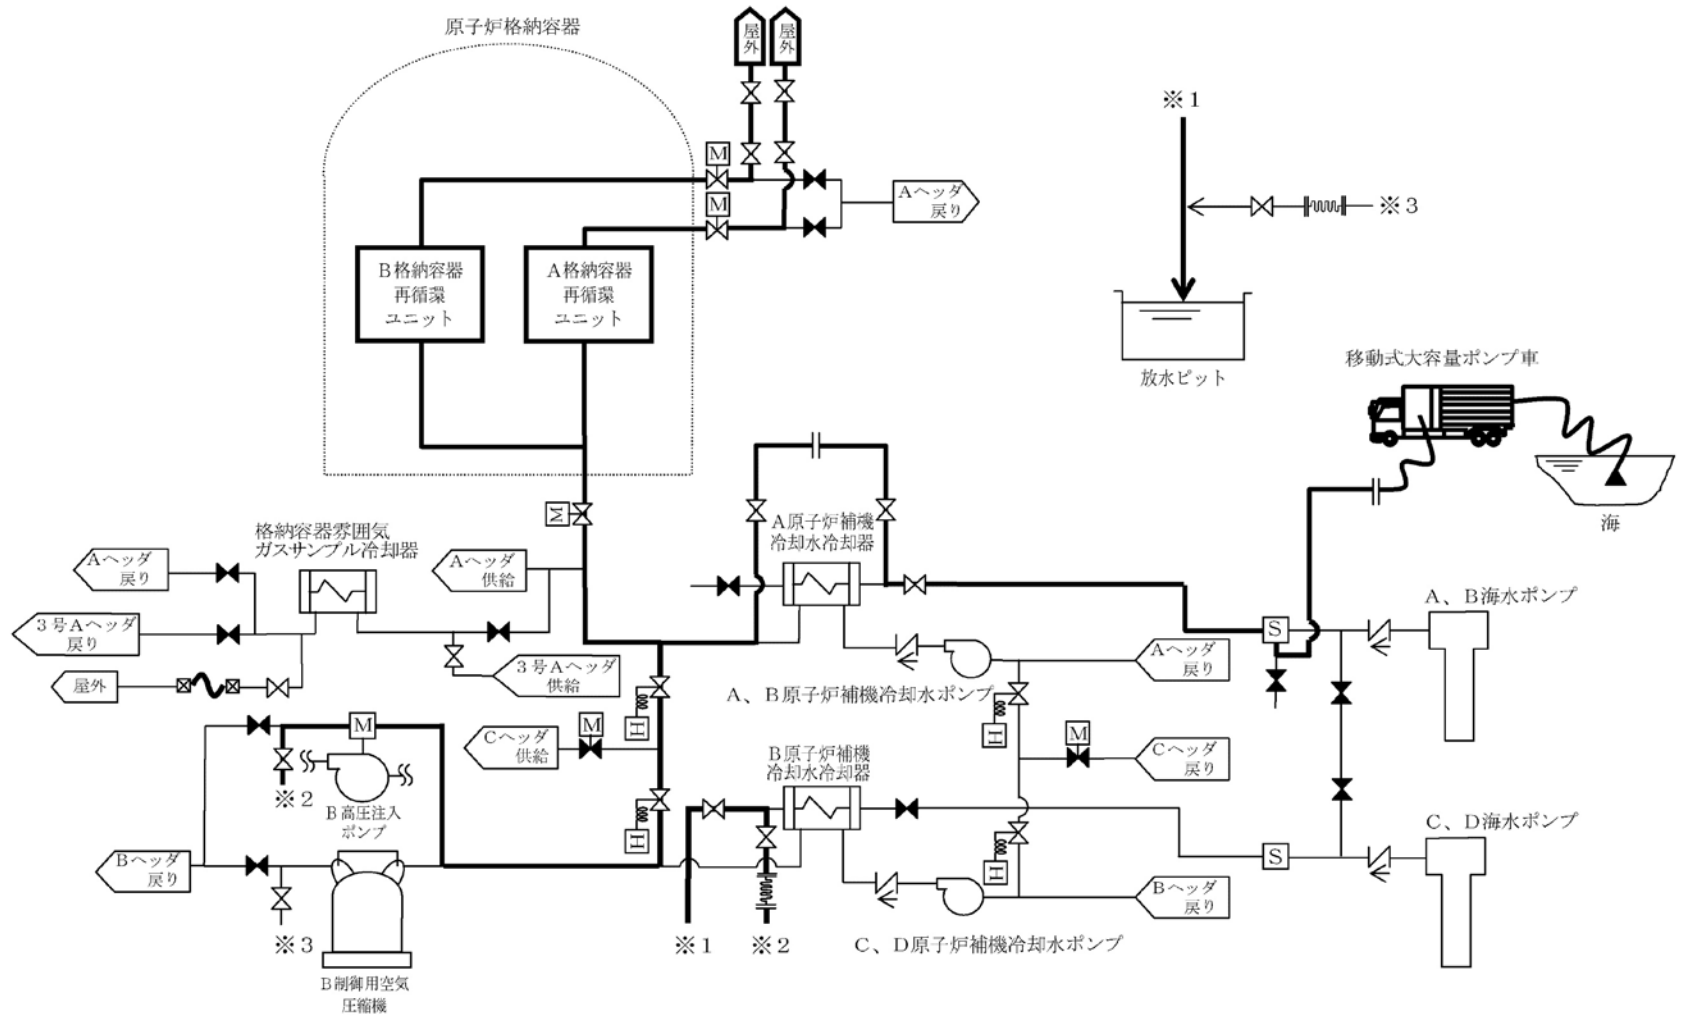 原子炉格納容器
屋外
屋外
※1
M
M
Aヘッダ
戻り
※3
B格納容器
再循環
ユニット
A格納容器
再循環
ユニット
放水ピット
移動式大容量ポンプ車
海
M
A原子炉補機
冷却水冷却器
格納容器雰囲気
ガスサンプル冷却器
Aヘッダ
戻り
Aヘッダ
供給
3号Aヘッダ
戻り
3号Aヘッダ
供給
屋外
A、B海水ポンプ
S
Aヘッダ
戻り
A、B原子炉補機冷却水ポンプ
H
H
M
M
Cヘッダ
供給
M
Cヘッダ
戻り
※2
B高圧注入
ポンプ
B原子炉補機
冷却水冷却器
H
H
C、D海水ポンプ
S
Bヘッダ
戻り
Bヘッダ
戻り
※3
※1
※2
C、D原子炉補機冷却水ポンプ
B制御用空気
圧縮機